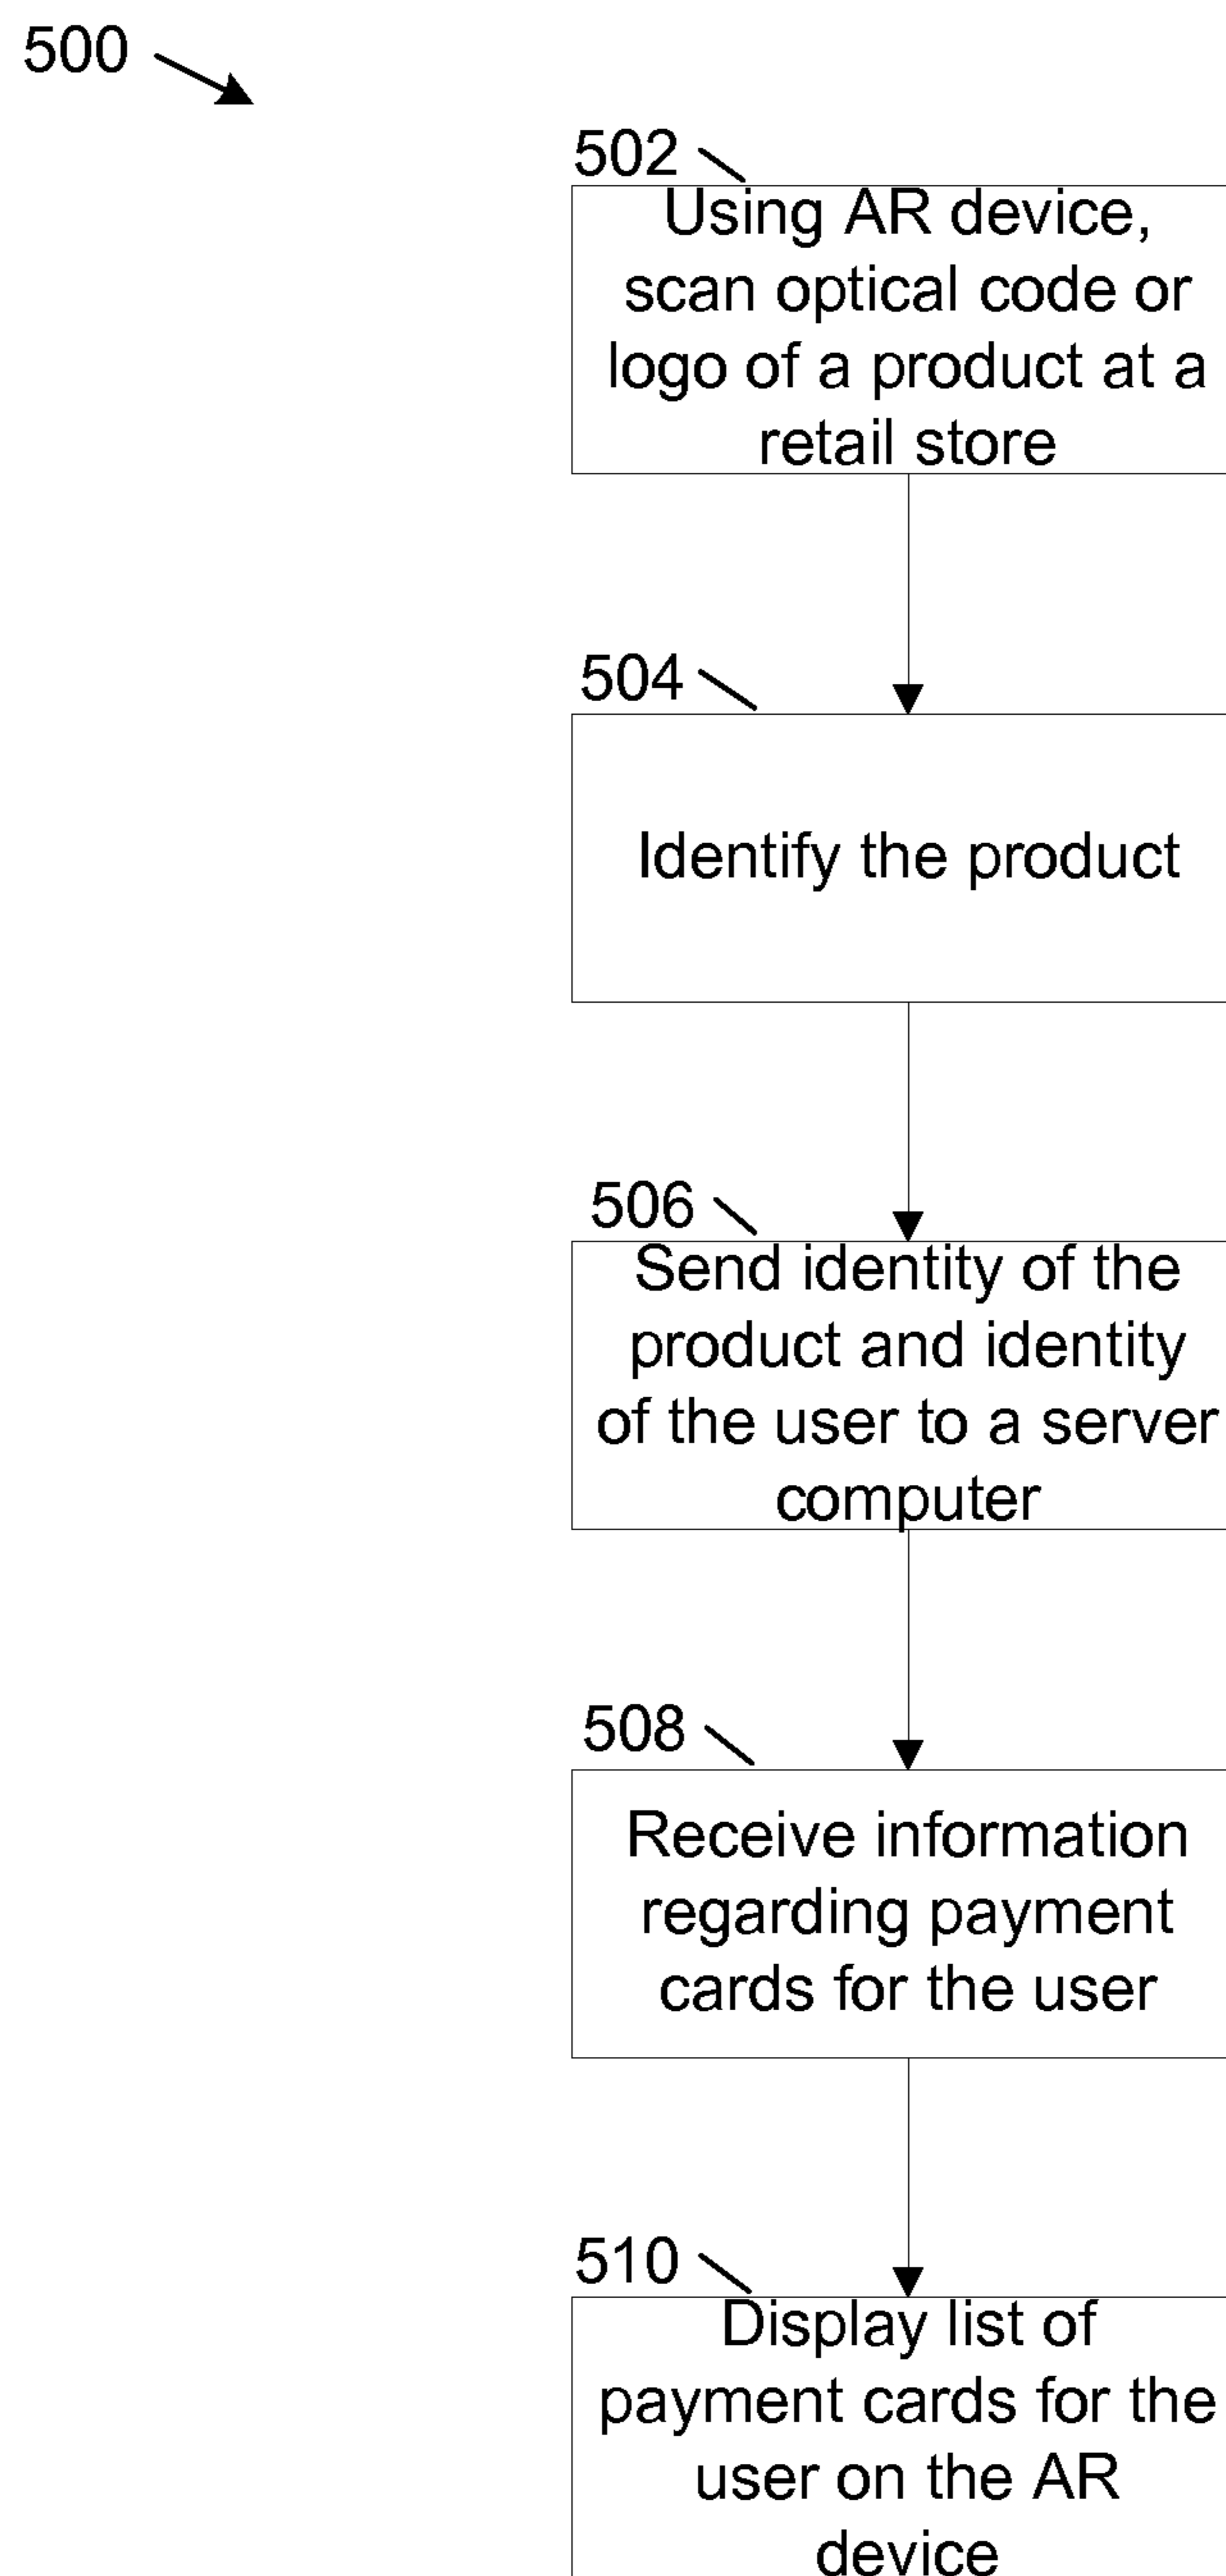 500
502
Using AR device,
scan optical code or
logo of a product at a
retail store
504
Identify the product
506
Send identity of the
product and identity
of the user to a server
computer
508
Receive information
regarding payment
cards for the user
510
Display list of
payment cards for the
user on the AR
device